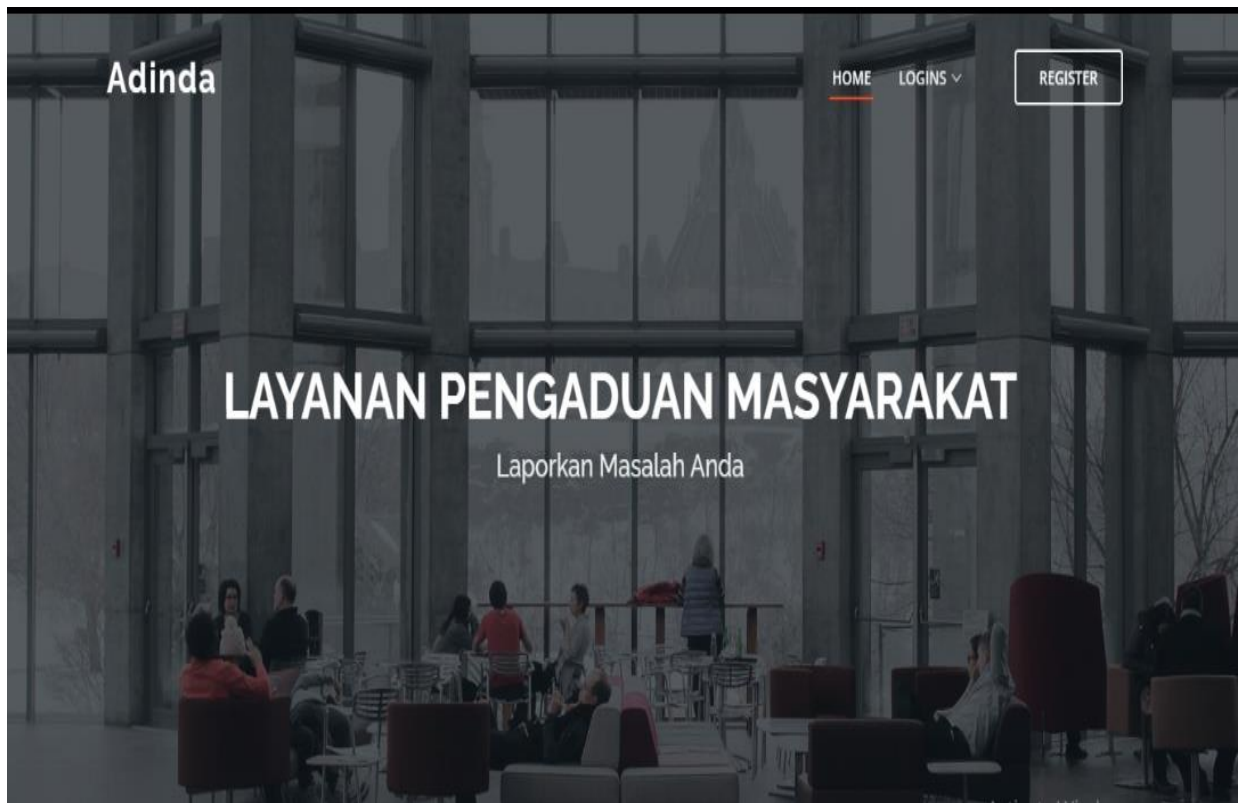 Adinda
HOME
LOGINS
REGISTER
LAYANAN PENGADUAN MASYARAKAT
Laporkan Masalah Anda